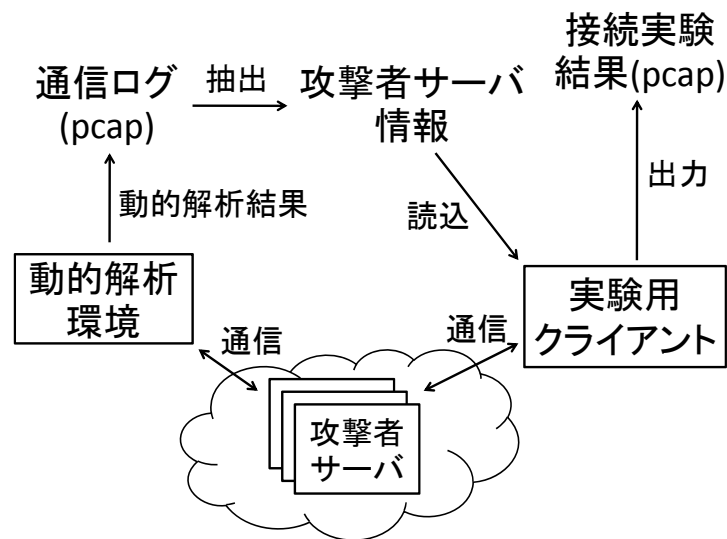 通信ログ
(pcap)
抽出
攻撃者サーバ
情報
接続実験
結果(pcap)
動的解析結果
読込
出力
動的解析
環境
実験用
クライアント
通信
通信
攻撃者
サーバ